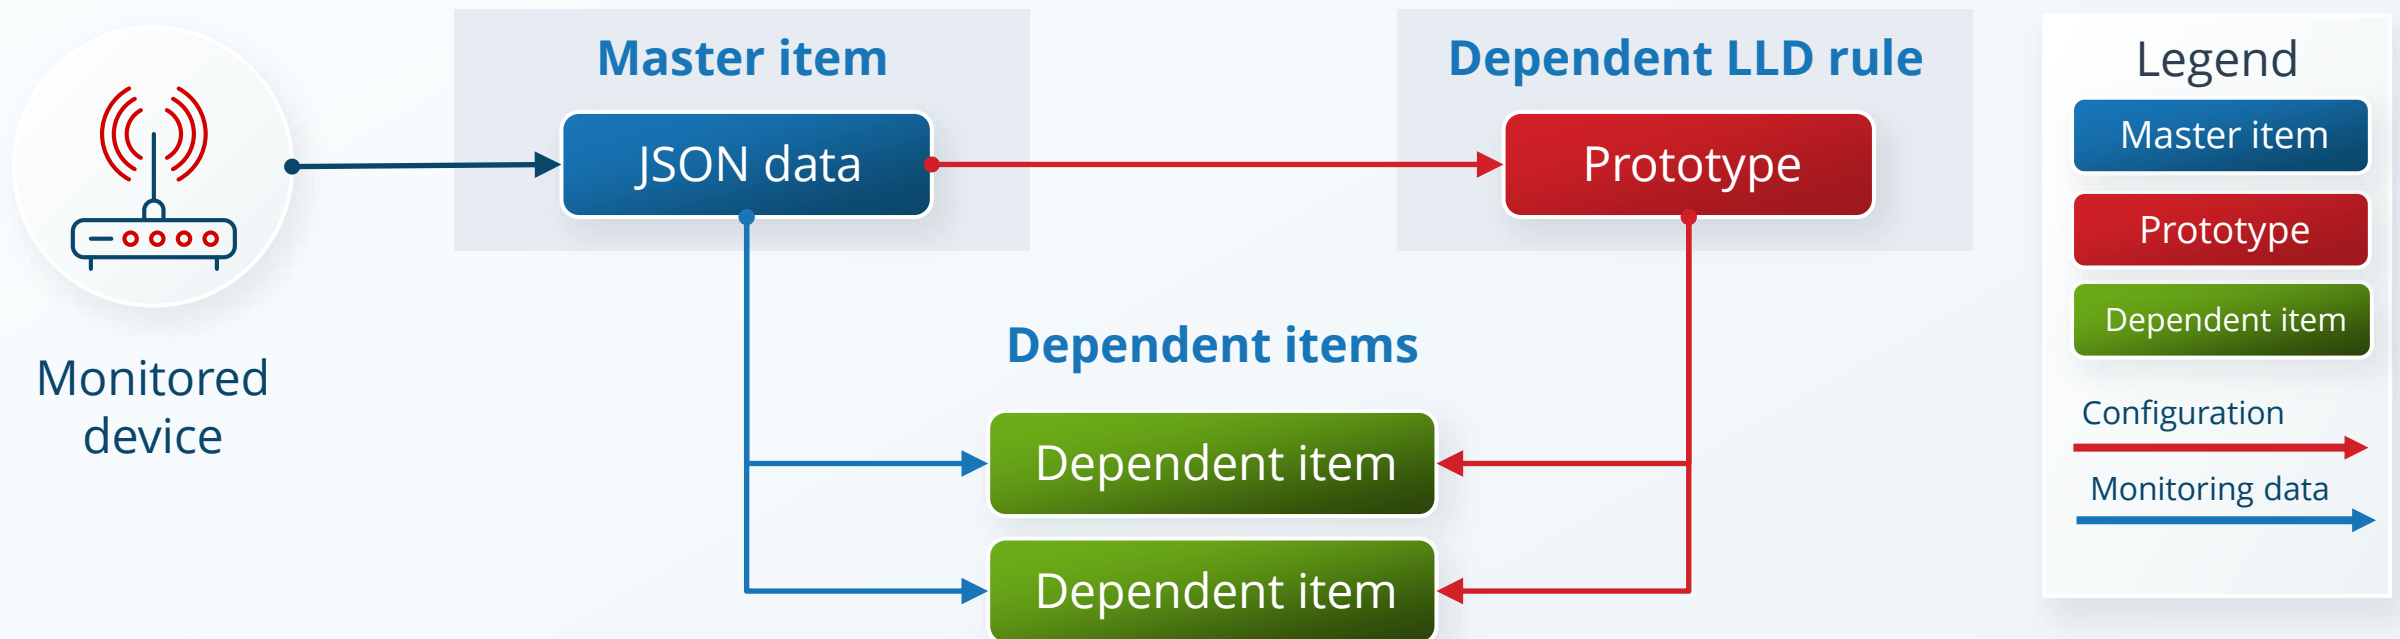 Master item
Dependent LLD rule
Legend
JSON data
Prototype
Master item
Prototype
Dependent item
Monitored
device
Dependent items
Dependent item
Dependent item
Configuration
Monitoring data